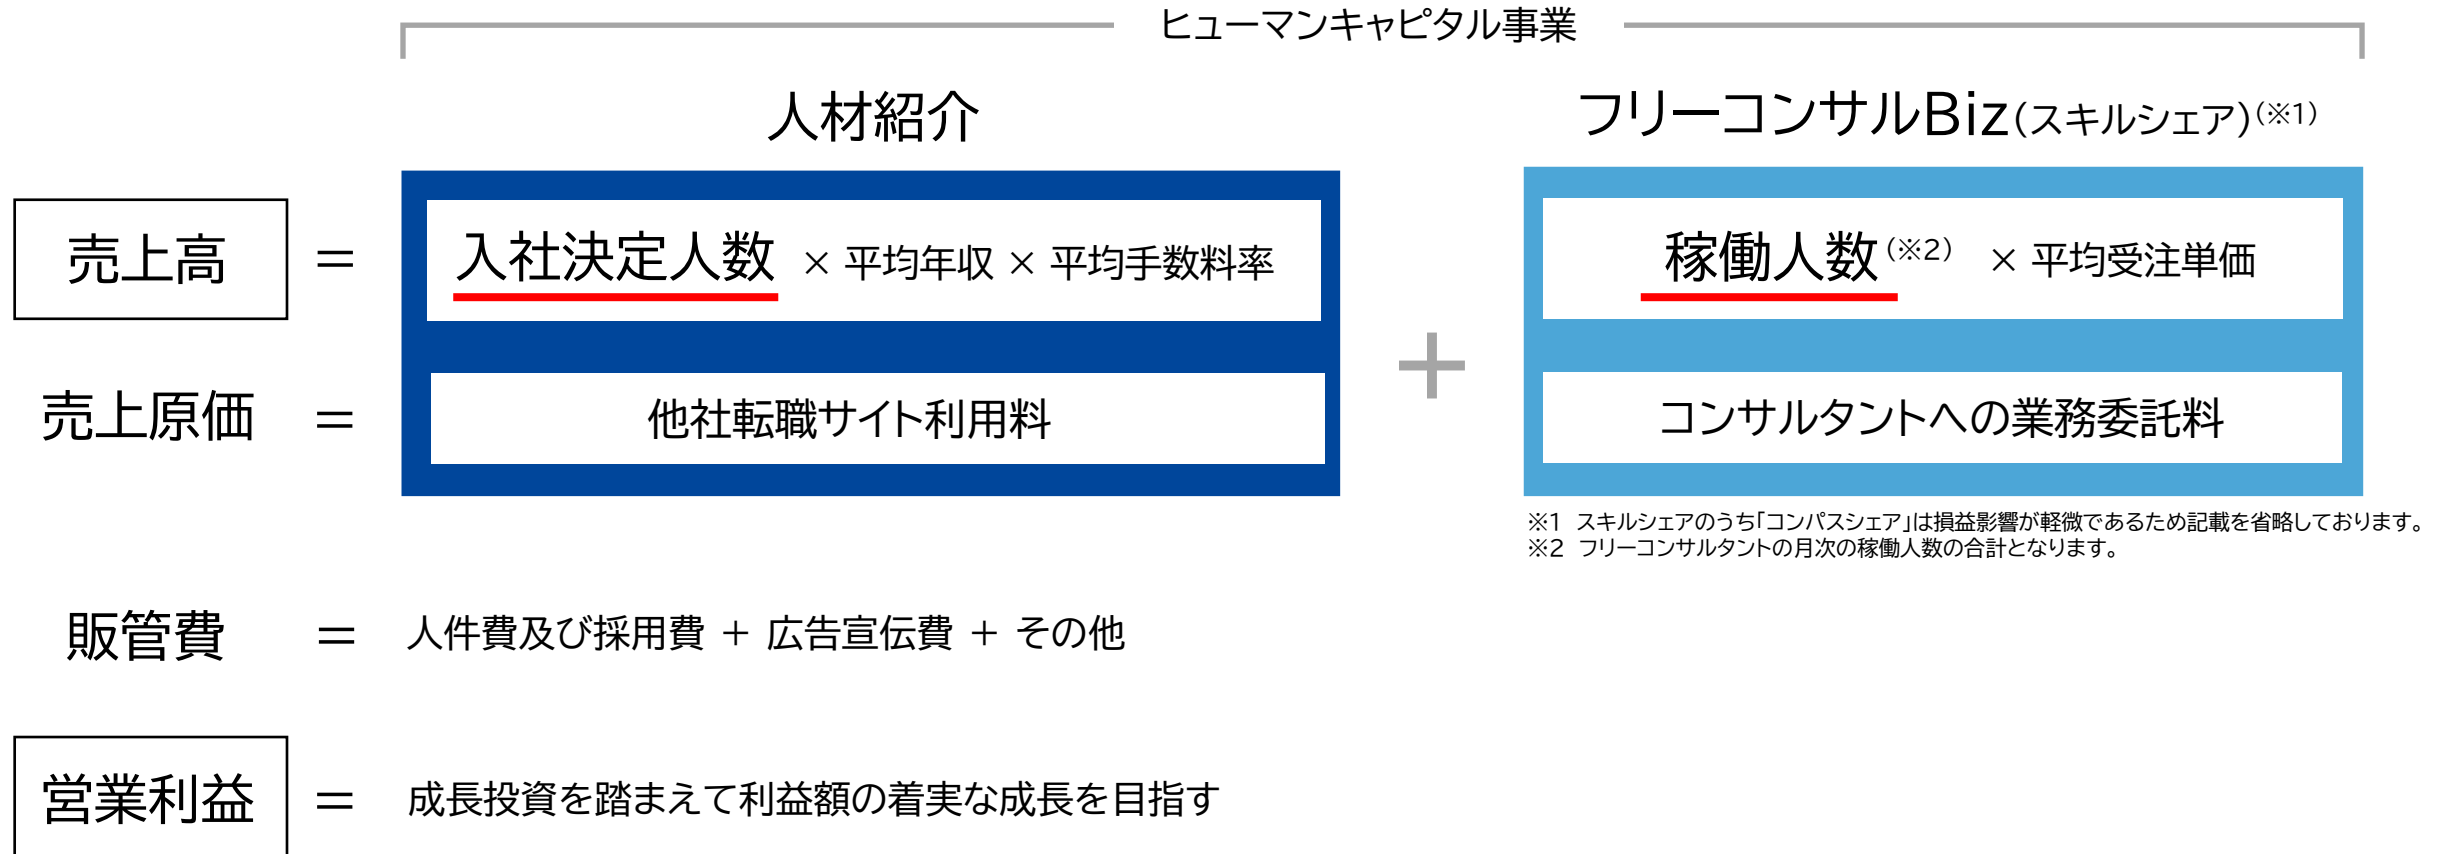 ヒューマンキャピタル事業
人材紹介
フリーコンサルBiz(スキルシェア)(※1)
売上高 = 入社決定人数 × 平均年収 × 平均手数料率 + 稼働人数(※2) × 平均受注単価
売上原価 = 他社転職サイト利用料 コンサルタントへの業務委託料
※1 スキルシェアのうち「コンパスシェア」は損益影響が軽微であるため記載を省略しております。
※2 フリーコンサルタントの月次の稼働人数の合計となります。
販管費 = 人件費及び採用費 + 広告宣伝費 + その他
営業利益 = 成長投資を踏まえて利益額の着実な成長を目指す